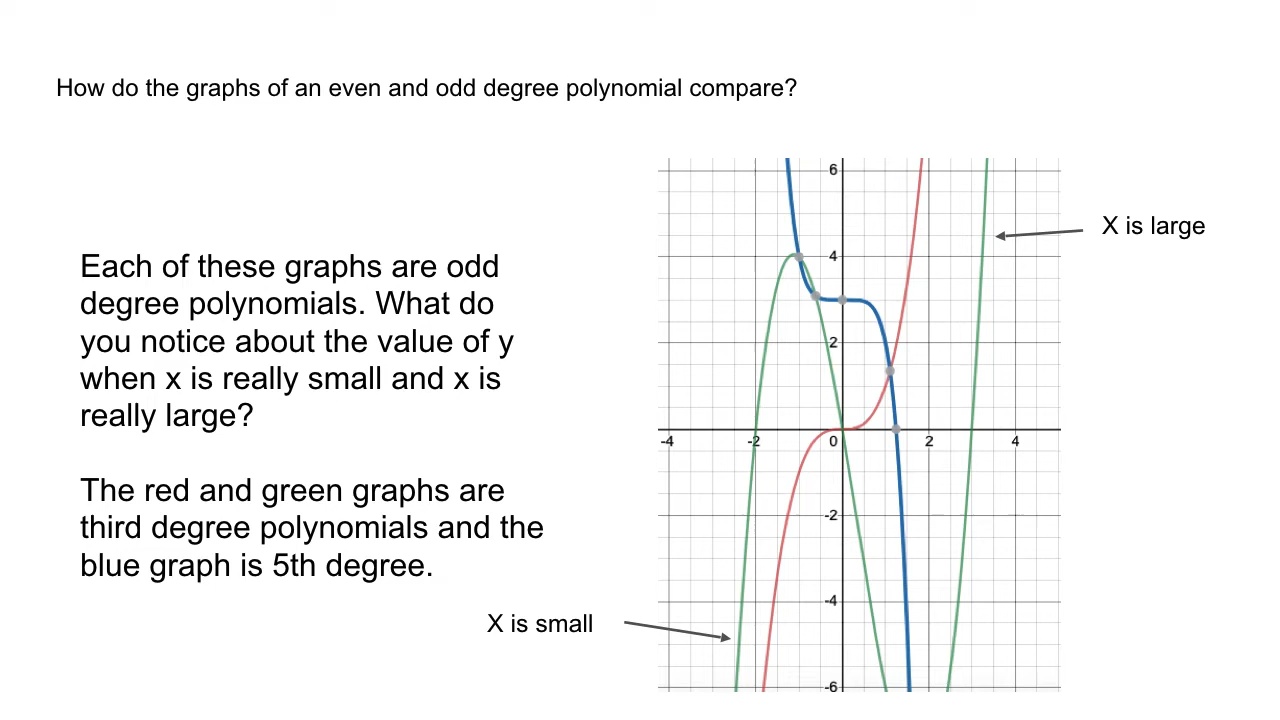 How do the graphs of an even and odd degree polynomial compare?
Each of these graphs are odd
degree polynomials. What do
you notice about the value of y
when x is really small and x is
really large?
The red and green graphs are
third degree polynomials and the
blue graph is 5th degree.
X is small
X is large
6
4
2
-4 -2 0 2 4
-2
-4
-6